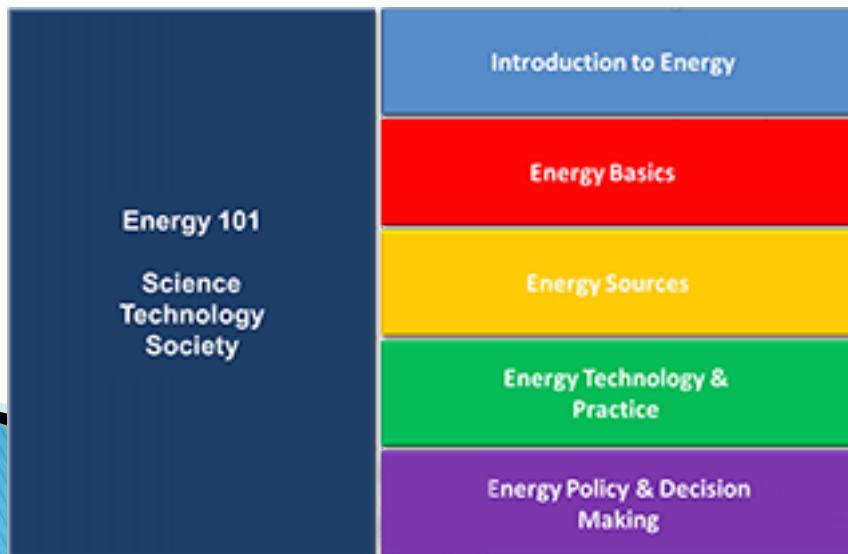 Energy 101
Science
Technology
Society
Introduction to Energy
Energy Basics
Energy Sources
Energy Technology &
Practice
Energy Policy & Decision
Making